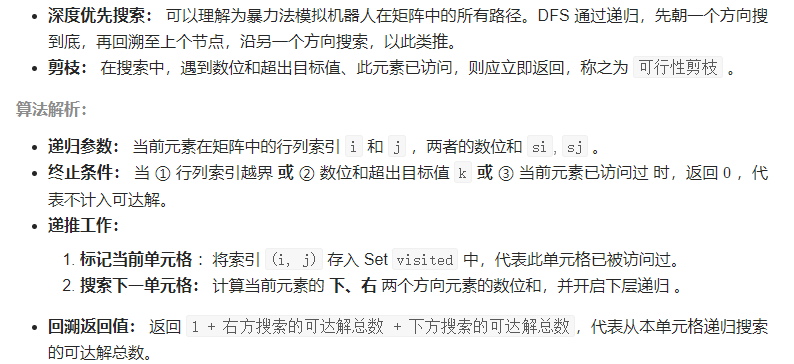 • 深度优先搜索： 可以理解为暴力法模拟机器人在矩阵中的所有路径。DFS 通过递归，先朝一个方向搜
到底，再回溯至上个节点，沿另一个方向搜索，以此类推。
• 剪枝： 在搜索中，遇到数位和超出目标值、此元素已访问，则应立即返回，称之为 可行性剪枝 。
算法解析：
• 递归参数： 当前元素在矩阵中的行列索引 i 和 j ，两者的数位和 si , sj 。
• 终止条件： 当 ① 行列索引越界 或 ② 数位和超出目标值 k 或 ③ 当前元素已访问过 时，返回 0 ，代
表不计入可达解。
• 递推工作：
1. 标记当前单元格 ：将索引 (i, j) 存入 Set visited 中，代表此单元格已被访问过。
2. 搜索下一单元格： 计算当前元素的 下、右 两个方向元素的数位和，并开启下层递归 。
• 回溯返回值： 返回 1 + 右方搜索的可达解总数 + 下方搜索的可达解总数 ，代表从本单元格递归搜索
的可达解总数。